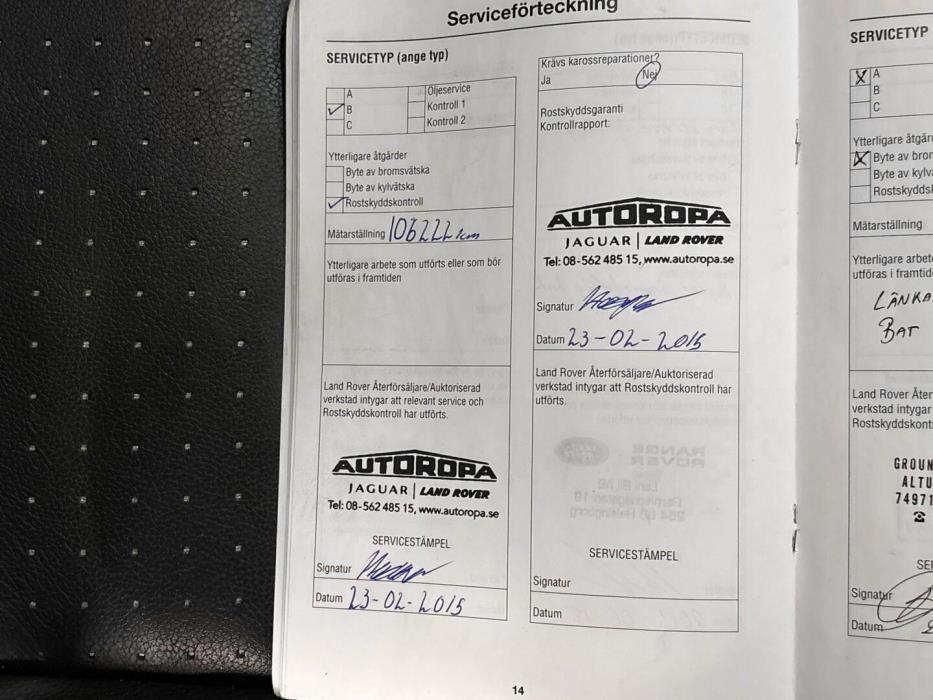 Serviceförteckning
SERVICETYP (ange typ)
A
B
C
Oljeservice
Kontroll 1
Kontroll 2
Ytterligare åtgärder
Byte av bromsvätska
Byte av kylvätska
Rostskyddskontroll
Mätarställning 106222 km
Ytterligare arbete som utförts eller som bör
utföras i framtiden
Land Rover Återförsäljare/Auktoriserad
verkstad intygar att relevant service och
Rostskyddskontroll har utförts.
AUTOROPA
JAGUAR | LAND ROVER
Tel: 08-562 485 15, www.autoropa.se
SERVICESTÄMPEL
Signatur
Datum 23-02-2015
Krävs karossreparationer?
Ja Nej
Rostskyddsgaranti
Kontrollrapport:
AUTOROPA
JAGUAR | LAND ROVER
Tel: 08-562 485 15, www.autoropa.se
Signatur
Datum 23-02-2015
Land Rover Återförsäljare/Auktoriserad
verkstad intygar att Rostskyddskontroll har
utförts.
SERVICESTÄMPEL
Signatur
Datum
14
SERVICETYP
A
B
C
Ytterligare åtgär
Byte av bron
Byte av kylv
Rostskydds
Mätarställning
Ytterligare arbete
utföras i framtid
LÄNKA
BAT
Land Rover Åter
verkstad intygar
Rostskyddskont
GROUN
ALTU
74971
SE
Signatur
Datum